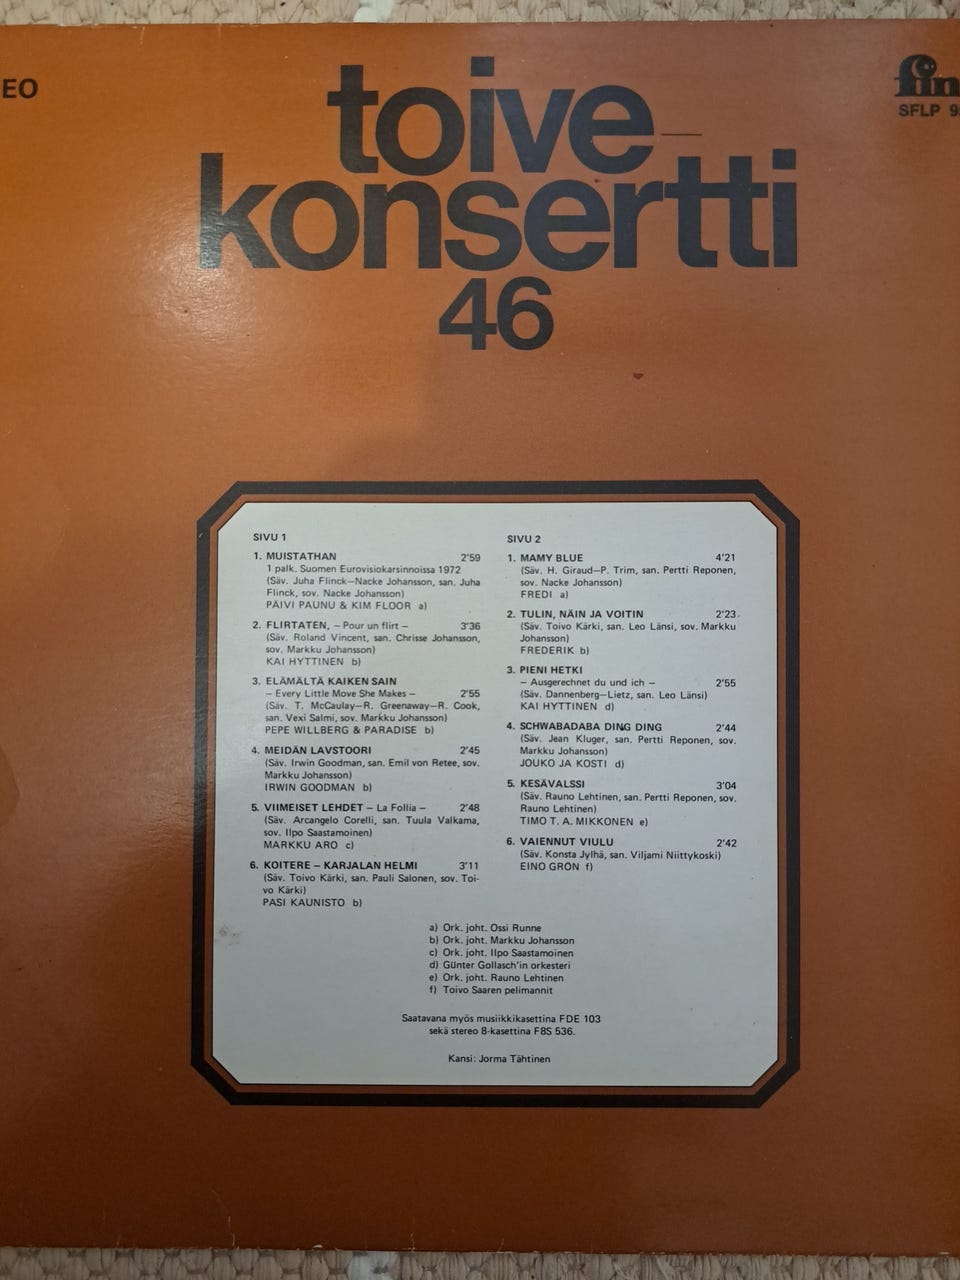 EO
toive-
konsertti
46
fin
SFLP 9
SIVU 1
1. MUISTATHAN 2'59
1 palk. Suomen Eurovisiokarsinnoissa 1972
(Säv. Juha Flinck—Nacke Johansson, san. Juha
Flinck, sov. Nacke Johansson)
PÄIVI PAUNU & KIM FLOOR a)
2. FLIRTATEN, – Pour un flirt – 3'36
(Säv. Roland Vincent, san. Chrisse Johansson,
sov. Markku Johansson)
KAI HYTTINEN b)
3. ELÄMÄLTÄ KAIKEN SAIN
– Every Little Move She Makes – 2'55
(Säv. T. McCaulay—R. Greenaway—R. Cook,
san. Vexi Salmi, sov. Markku Johansson)
PEPE WILLBERG & PARADISE b)
4. MEIDÄN LAVSTOORI 2'45
(Säv. Irwin Goodman, san. Emil von Retee, sov.
Markku Johansson)
IRWIN GOODMAN b)
5. VIIMEISET LEHDET – La Follia – 2'48
(Säv. Arcangelo Corelli, san. Tuula Valkama,
sov. Ilpo Saastamoinen)
MARKKU ARO c)
6. KOITERE – KARJALAN HELMI 3'11
(Säv. Toivo Kärki, san. Pauli Salonen, sov. Toi-
vo Kärki)
PASI KAUNISTO b)
SIVU 2
1. MAMY BLUE 4'21
(Säv. H. Giraud—P. Trim, san. Pertti Reponen,
sov. Nacke Johansson)
FREDI a)
2. TULIN, NÄIN JA VOITIN 2'23
(Säv. Toivo Kärki, san. Leo Länsi, sov. Markku
Johansson)
FREDERIK b)
3. PIENI HETKI
– Ausgerechnet du und ich – 2'55
(Säv. Dannenberg—Lietz, san. Leo Länsi)
KAI HYTTINEN d)
4. SCHWABADABA DING DING 2'44
(Säv. Jean Kluger, san. Pertti Reponen, sov.
Markku Johansson)
JOUKO JA KOSTI d)
5. KESÄVALSSI 3'04
(Säv. Rauno Lehtinen, san. Pertti Reponen, sov.
Rauno Lehtinen)
TIMO T. A. MIKKONEN e)
6. VAIENNUT VIULU 2'42
(Säv. Konsta Jylhä, san. Viljami Niittykoski)
EINO GRÖN f)
a) Ork. joht. Ossi Runne
b) Ork. joht. Markku Johansson
c) Ork. joht. Ilpo Saastamoinen
d) Günter Gollasch'in orkesteri
e) Ork. joht. Rauno Lehtinen
f) Toivo Saaren pelimannit
Saatavana myös musiikkikasettina FDE 103
sekä stereo 8-kasettina F8S 536.
Kansi: Jorma Tähtinen